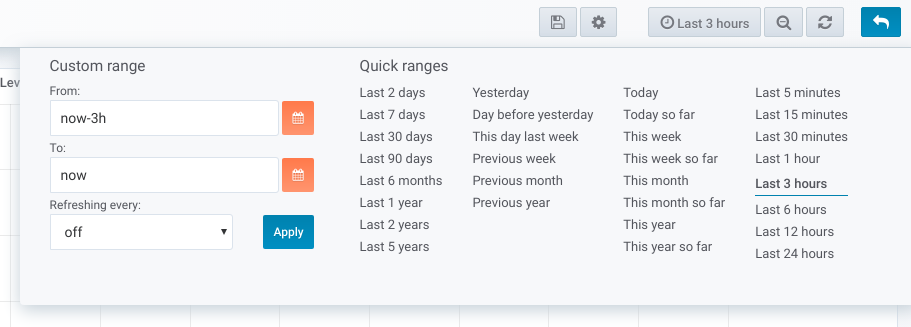 Last 3 hours
Lev
Custom range
From:
now-3h
To:
now
Refreshing every:
off
Apply
Quick ranges
Last 2 days
Last 7 days
Last 30 days
Last 90 days
Last 6 months
Last 1 year
Last 2 years
Last 5 years
Yesterday
Day before yesterday
This day last week
Previous week
Previous month
Previous year
Today
Today so far
This week
This week so far
This month
This month so far
This year
This year so far
Last 5 minutes
Last 15 minutes
Last 30 minutes
Last 1 hour
Last 3 hours
Last 6 hours
Last 12 hours
Last 24 hours